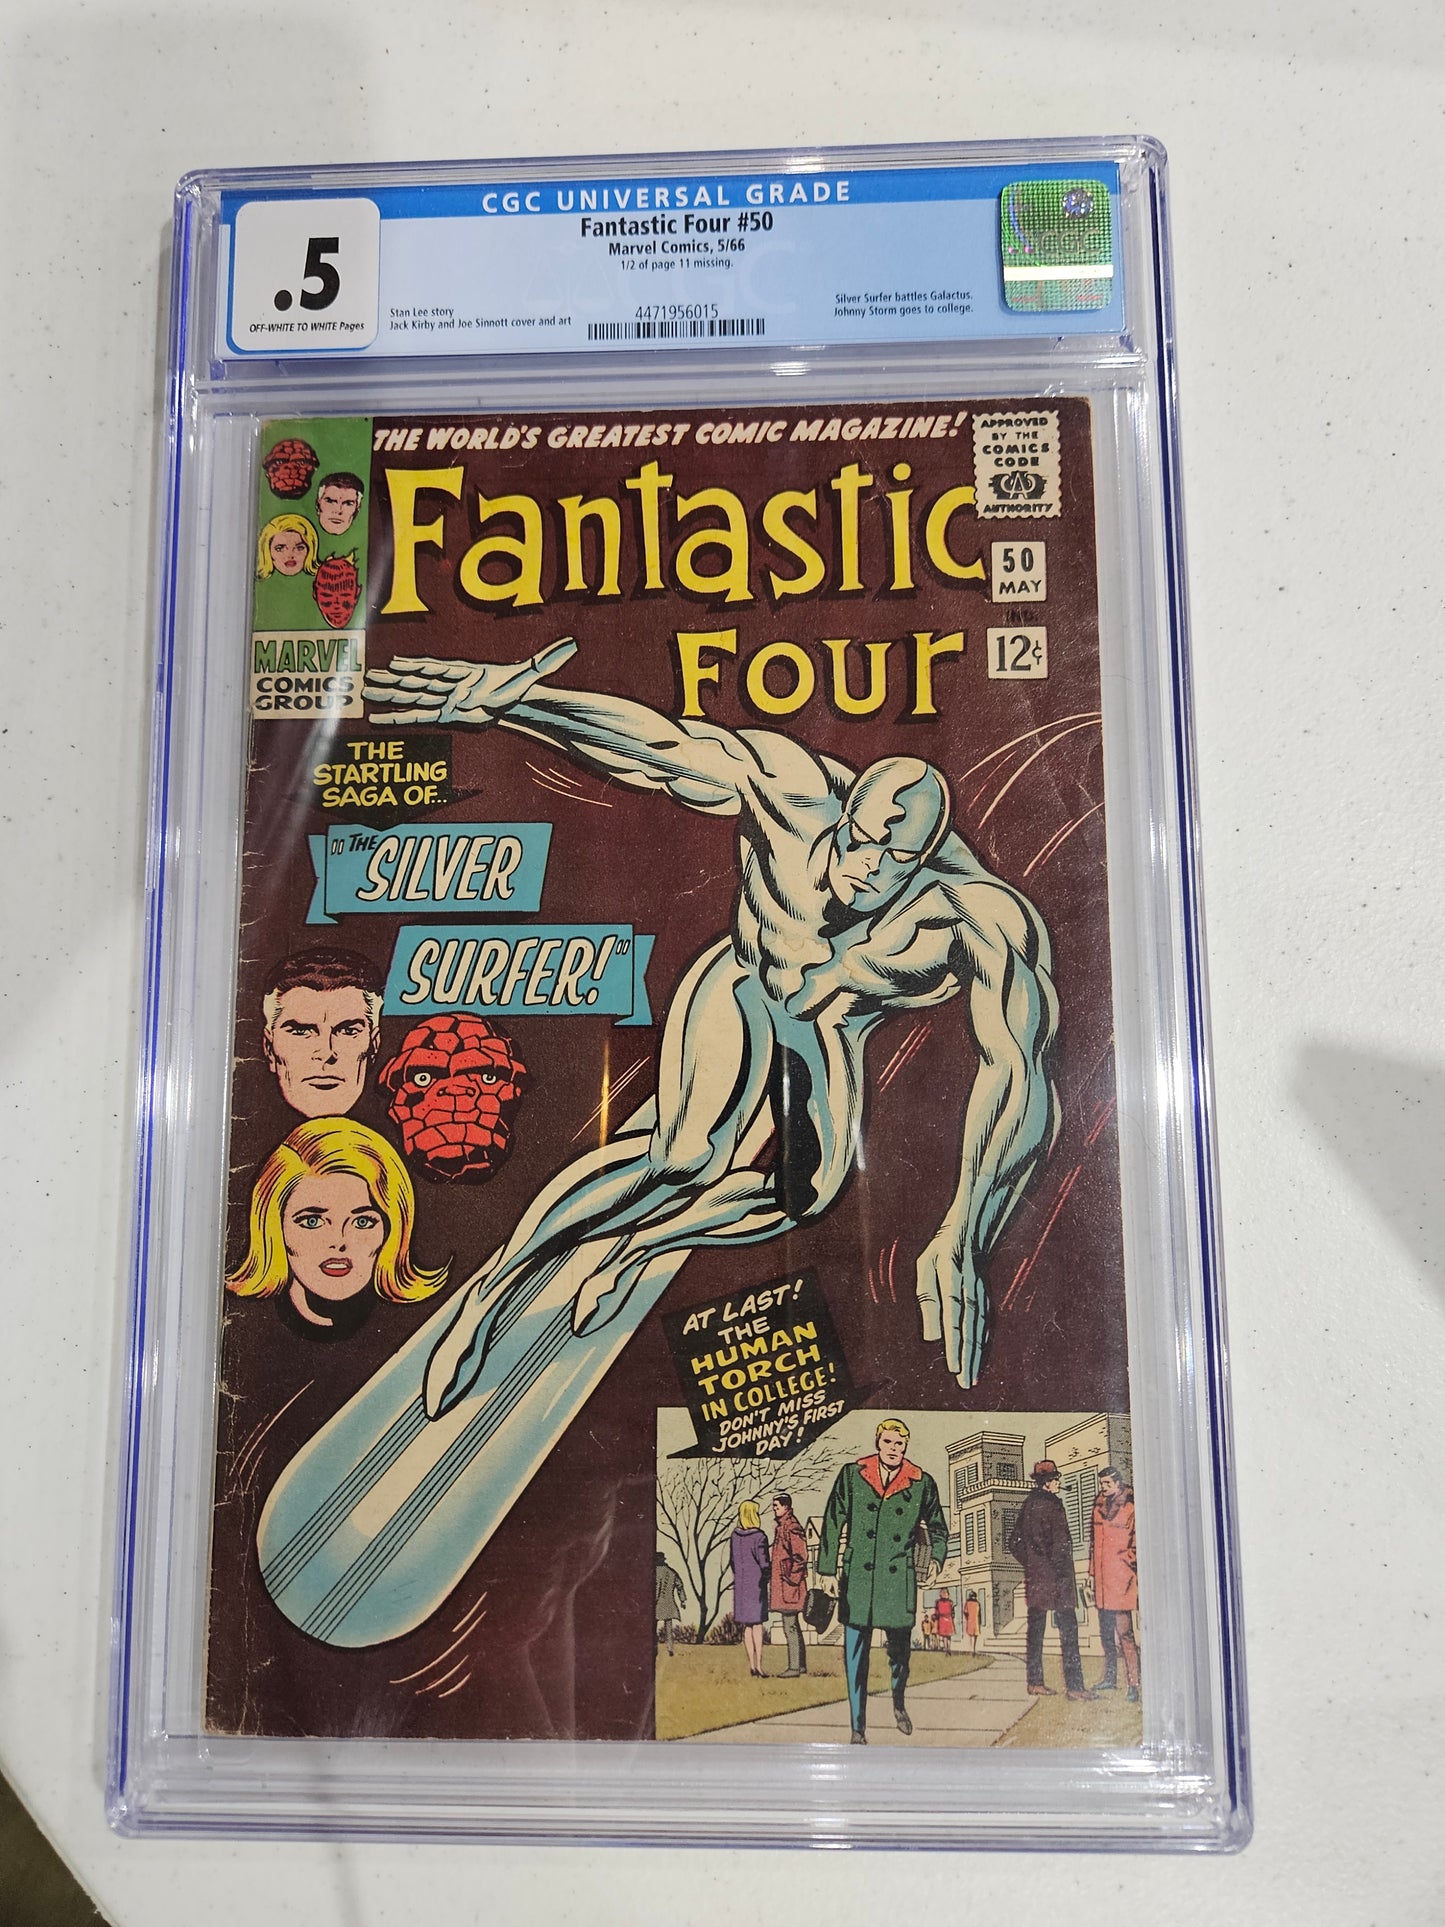 CGC UNIVERSAL GRADE
Fantastic Four #50
Marvel Comics, 5/66
1/2 of page 11 missing.
.5
OFF-WHITE TO WHITE Pages
Stan Lee story
Jack Kirby and Joe Sinnott cover and art
4471956015
Silver Surfer battles Galactus.
Johnny Storm goes to college.
CGC
THE WORLD'S GREATEST COMIC MAGAZINE!
APPROVED
BY THE
COMICS
CODE
CA
AUTHORITY
Fantastic
Four
50
MAY
12¢
MARVEL
COMICS
GROUP
THE
STARTLING
SAGA OF...
"THE
SILVER
SURFER!"
AT LAST!
THE
HUMAN
TORCH
IN COLLEGE!
DON'T MISS
JOHNNY'S FIRST
DAY!